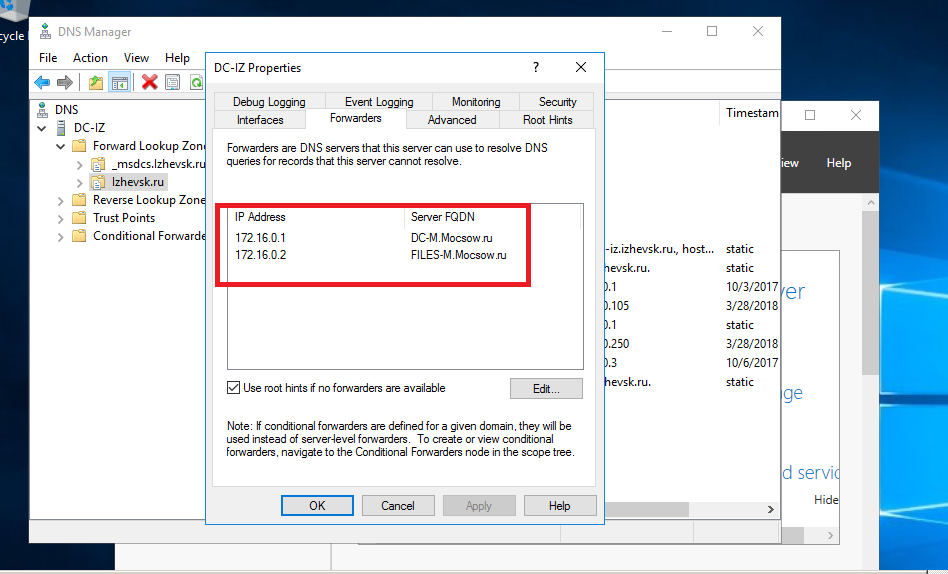 cycle
DNS Manager
File Action View Help
DNS
DC-IZ
Forward Lookup Zone
_msdcs.Izhevsk.ru
Izhevsk.ru
Reverse Lookup Zone
Trust Points
Conditional Forwarde
DC-IZ Properties
?
Debug Logging Event Logging Monitoring Security
Interfaces Forwarders Advanced Root Hints
Forwarders are DNS servers that this server can use to resolve DNS
queries for records that this server cannot resolve.
IP Address Server FQDN
172.16.0.1 DC-M.Mocsow.ru
172.16.0.2 FILES-M.Mocsow.ru
Use root hints if no forwarders are available
Edit...
Note: If conditional forwarders are defined for a given domain, they will be
used instead of server-level forwarders. To create or view conditional
forwarders, navigate to the Conditional Forwarders node in the scope tree.
OK Cancel Apply Help
Timestam
-iz.izhevsk.ru., host... static
hevsk.ru. static
0.1 10/3/2017
0.105 3/28/2018
0.1 static
0.250 3/28/2018
0.3 10/6/2017
hevsk.ru. static
iew Help
ver
ge
d servic
Hide